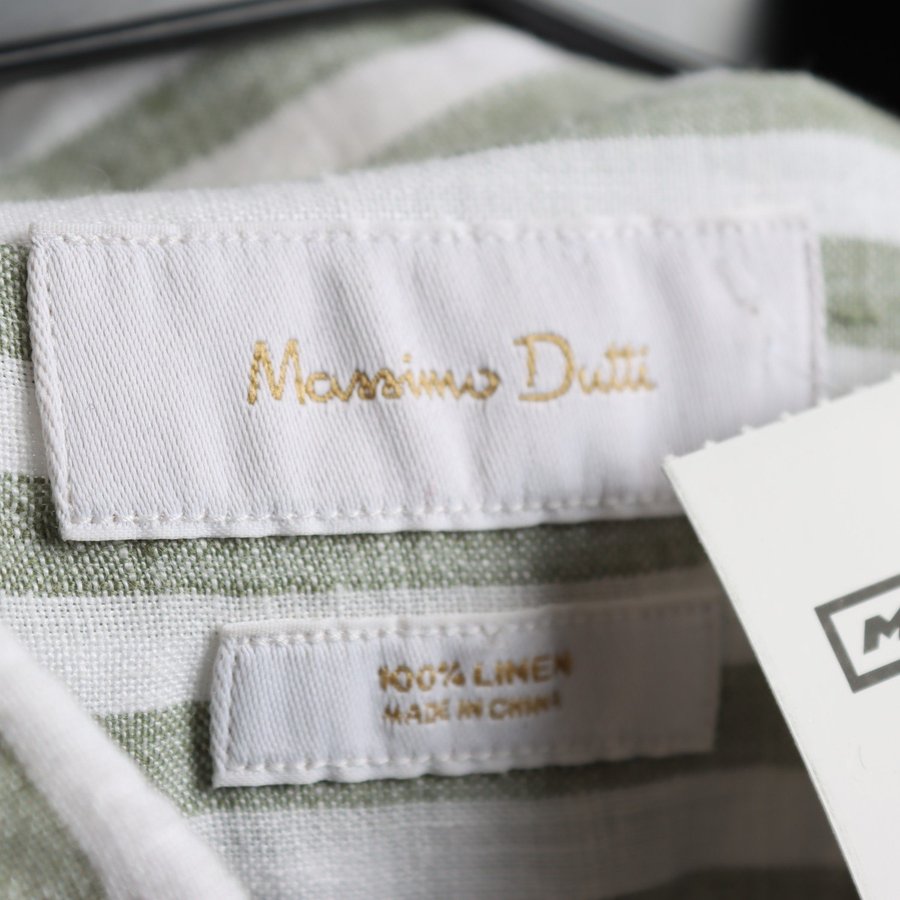 Massimo Dutti
100% LINEN
MADE IN CHINA
M